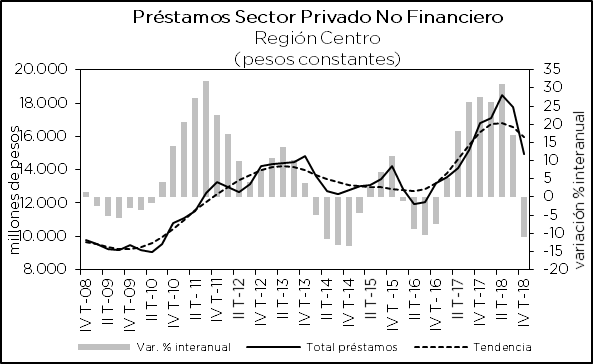 Préstamos Sector Privado No Financiero
Región Centro
(pesos constantes)
millones de pesos
20.000
18.000
16.000
14.000
12.000
10.000
8.000
variación % interanual
35
30
25
20
15
10
5
0
-5
-10
-15
-20
IV T-08
II T-09
IV T-09
II T-10
IV T-10
II T- 11
IV T-11
II T-12
IV T-12
II T-13
IV T-13
II T-14
IV T-14
II T-15
IV T-15
II T-16
IV T-16
II T-17
IV T-17
II T-18
IV T-18
Var. % interanual Total préstamos Tendencia